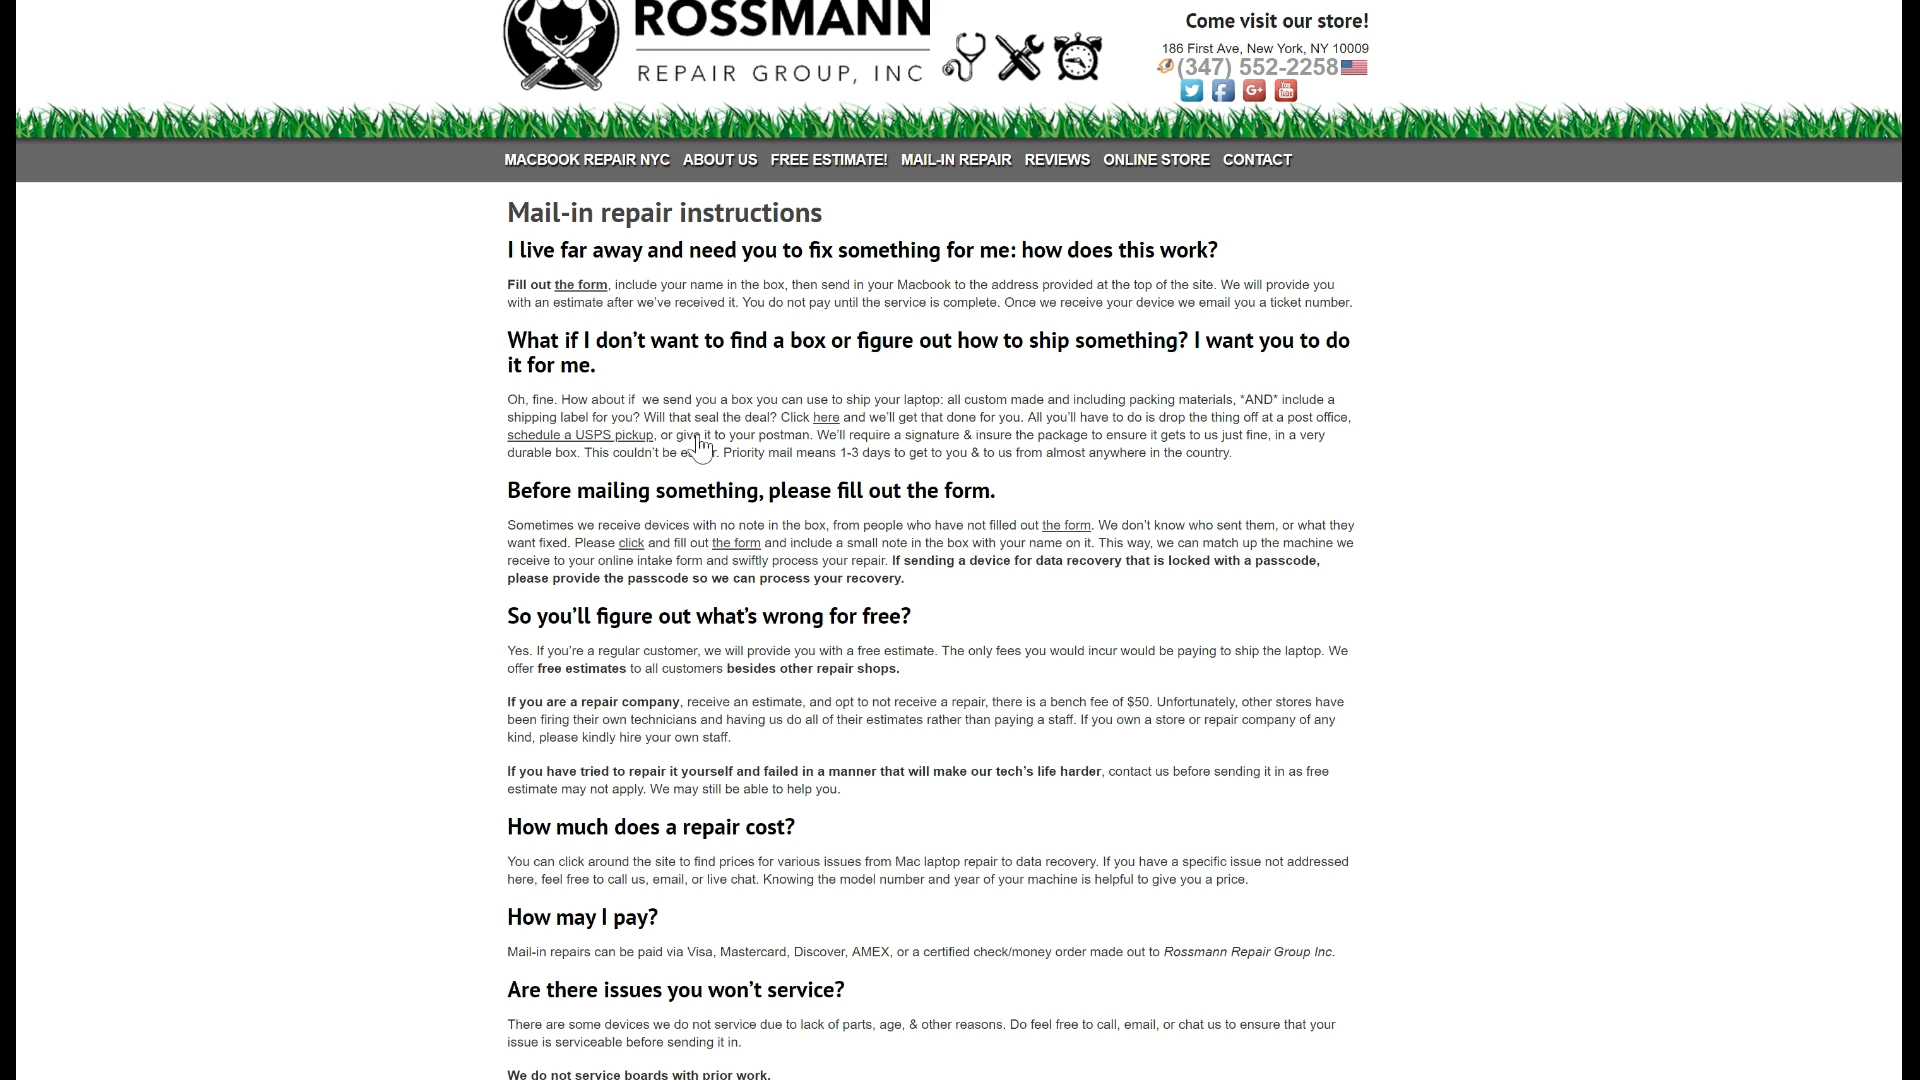 ROSSMANN
REPAIR GROUP, INC
Come visit our store!
186 First Ave, New York, NY 10009
(347) 552-2258
MACBOOK REPAIR NYC ABOUT US FREE ESTIMATE! MAIL-IN REPAIR REVIEWS ONLINE STORE CONTACT
Mail-in repair instructions
I live far away and need you to fix something for me: how does this work?
Fill out the form, include your name in the box, then send in your Macbook to the address provided at the top of the site. We will provide you
with an estimate after we’ve received it. You do not pay until the service is complete. Once we receive your device we email you a ticket number.
What if I don’t want to find a box or figure out how to ship something? I want you to do
it for me.
Oh, fine. How about if we send you a box you can use to ship your laptop: all custom made and including packing materials, *AND* include a
shipping label for you? Will that seal the deal? Click here and we’ll get that done for you. All you’ll have to do is drop the thing off at a post office,
schedule a USPS pickup, or give it to your postman. We’ll require a signature & insure the package to ensure it gets to us just fine, in a very
durable box. This couldn’t be Priority mail means 1-3 days to get to you & to us from almost anywhere in the country.
Before mailing something, please fill out the form.
Sometimes we receive devices with no note in the box, from people who have not filled out the form. We don’t know who sent them, or what they
want fixed. Please click and fill out the form and include a small note in the box with your name on it. This way, we can match up the machine we
receive to your online intake form and swiftly process your repair. If sending a device for data recovery that is locked with a passcode,
please provide the passcode so we can process your recovery.
So you’ll figure out what’s wrong for free?
Yes. If you’re a regular customer, we will provide you with a free estimate. The only fees you would incur would be paying to ship the laptop. We
offer free estimates to all customers besides other repair shops.
If you are a repair company, receive an estimate, and opt to not receive a repair, there is a bench fee of $50. Unfortunately, other stores have
been firing their own technicians and having us do all of their estimates rather than paying a staff. If you own a store or repair company of any
kind, please kindly hire your own staff.
If you have tried to repair it yourself and failed in a manner that will make our tech’s life harder, contact us before sending it in as free
estimate may not apply. We may still be able to help you.
How much does a repair cost?
You can click around the site to find prices for various issues from Mac laptop repair to data recovery. If you have a specific issue not addressed
here, feel free to call us, email, or live chat. Knowing the model number and year of your machine is helpful to give you a price.
How may I pay?
Mail-in repairs can be paid via Visa, Mastercard, Discover, AMEX, or a certified check/money order made out to Rossmann Repair Group Inc.
Are there issues you won’t service?
There are some devices we do not service due to lack of parts, age, & other reasons. Do feel free to call, email, or chat us to ensure that your
issue is serviceable before sending it in.
We do not service boards with prior work.